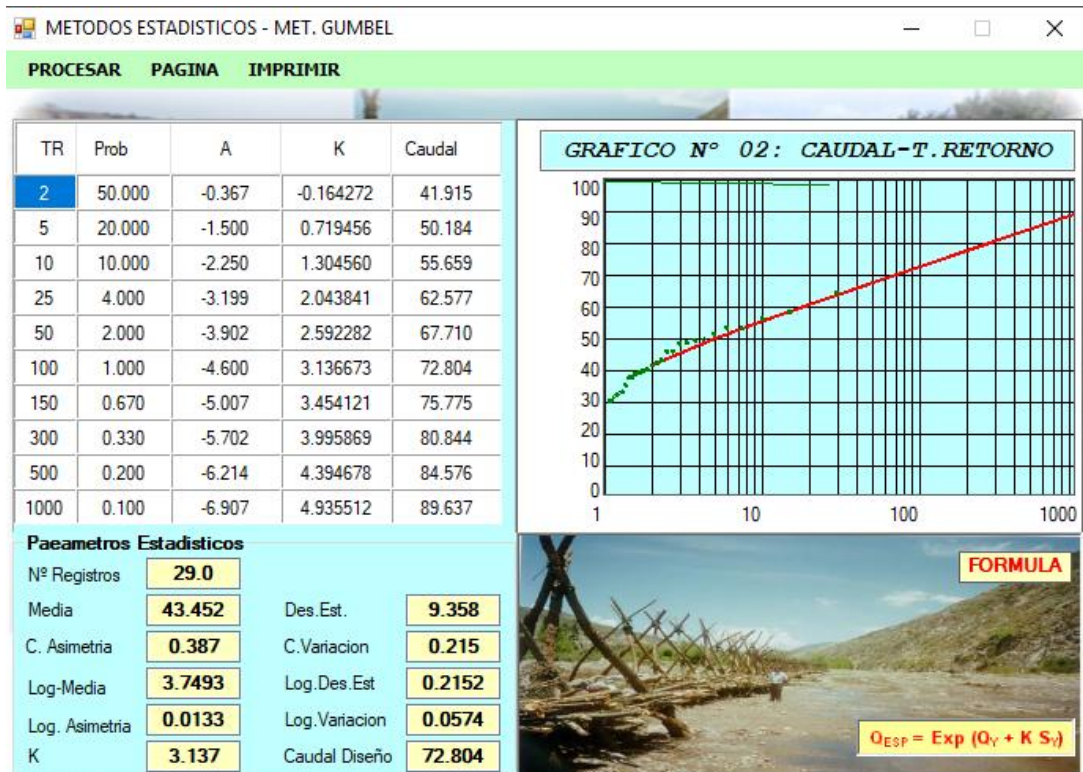 METODOS ESTADISTICOS - MET. GUMBEL
PROCESAR PAGINA IMPRIMIR
TR Prob A K Caudal
2 50.000 -0.367 -0.164272 41.915
5 20.000 -1.500 0.719456 50.184
10 10.000 -2.250 1.304560 55.659
25 4.000 -3.199 2.043841 62.577
50 2.000 -3.902 2.592282 67.710
100 1.000 -4.600 3.136673 72.804
150 0.670 -5.007 3.454121 75.775
300 0.330 -5.702 3.995869 80.844
500 0.200 -6.214 4.394678 84.576
1000 0.100 -6.907 4.935512 89.637
GRAFICO Nº 02: CAUDAL-T.RETORNO
100
90
80
70
60
50
40
30
20
10
0
1 10 100 1000
Paeametros Estadisticos
Nº Registros 29.0
Media 43.452 Des.Est. 9.358
C. Asimetria 0.387 C.Variacion 0.215
Log-Media 3.7493 Log.Des.Est 0.2152
Log. Asimetria 0.0133 Log.Variacion 0.0574
K 3.137 Caudal Diseño 72.804
FORMULA
Q_ESP = Exp (Q_Y + K S_Y)